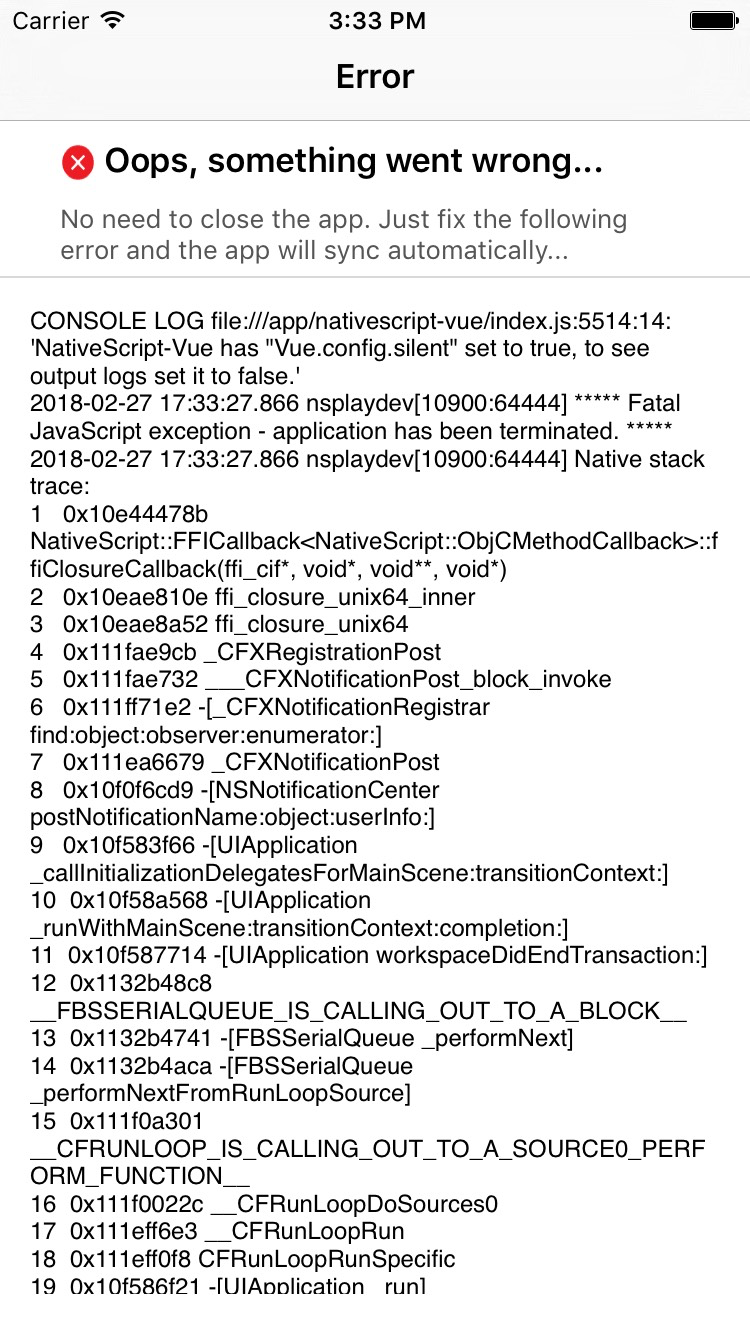 Carrier 3:33 PM
Error
Oops, something went wrong...
No need to close the app. Just fix the following
error and the app will sync automatically...
CONSOLE LOG file:///app/nativescript-vue/index.js:5514:14:
'NativeScript-Vue has "Vue.config.silent" set to true, to see
output logs set it to false.'
2018-02-27 17:33:27.866 nsplaydev[10900:64444] ***** Fatal
JavaScript exception - application has been terminated. *****
2018-02-27 17:33:27.866 nsplaydev[10900:64444] Native stack
trace:
1 0x10e44478b
NativeScript::FFICallback<NativeScript::ObjCMethodCallback>::f
fiClosureCallback(ffi_cif*, void*, void**, void*)
2 0x10eae810e ffi_closure_unix64_inner
3 0x10eae8a52 ffi_closure_unix64
4 0x111fae9cb _CFXRegistrationPost
5 0x111fae732 ___CFXNotificationPost_block_invoke
6 0x111ff71e2 -[_CFXNotificationRegistrar
find:object:observer:enumerator:]
7 0x111ea6679 _CFXNotificationPost
8 0x10f0f6cd9 -[NSNotificationCenter
postNotificationName:object:userInfo:]
9 0x10f583f66 -[UIApplication
_callInitializationDelegatesForMainScene:transitionContext:]
10 0x10f58a568 -[UIApplication
_runWithMainScene:transitionContext:completion:]
11 0x10f587714 -[UIApplication workspaceDidEndTransaction:]
12 0x1132b48c8
__FBSSERIALQUEUE_IS_CALLING_OUT_TO_A_BLOCK__
13 0x1132b4741 -[FBSSerialQueue _performNext]
14 0x1132b4aca -[FBSSerialQueue
_performNextFromRunLoopSource]
15 0x111f0a301
__CFRUNLOOP_IS_CALLING_OUT_TO_A_SOURCE0_PERF
ORM_FUNCTION__
16 0x111f0022c __CFRunLoopDoSources0
17 0x111eff6e3 __CFRunLoopRun
18 0x111eff0f8 CFRunLoopRunSpecific
19 0x10f586f21 -[UIApplication _run]